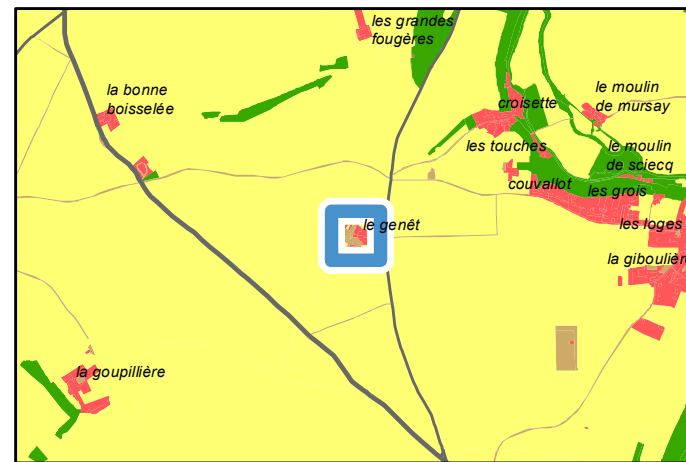 les grandes
fougères
la bonne
boisselée
le moulin
de mursay
croisette
les touches
le moulin
de sciecq
couvallot
les grois
le genêt
les loges
la giboulièr
la goupillière